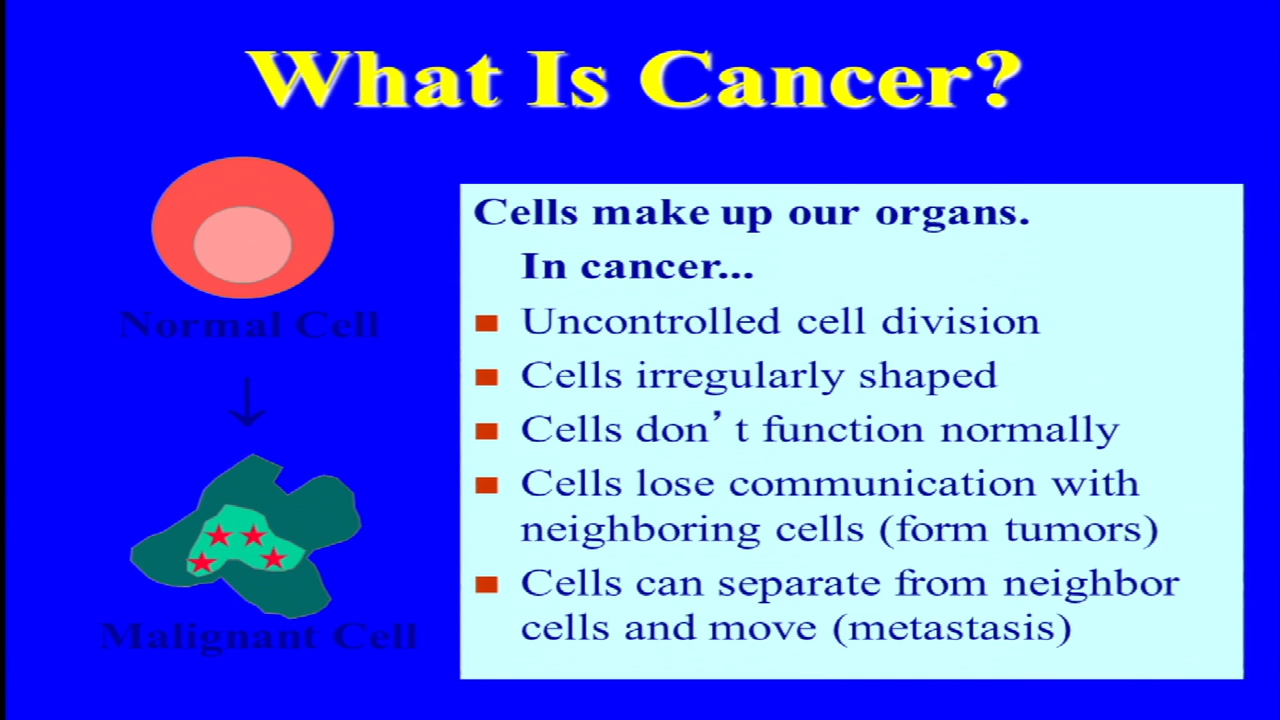 What Is Cancer?
Normal Cell
↓
Malignant Cell
Cells make up our organs.
In cancer...
Uncontrolled cell division
Cells irregularly shaped
Cells don’t function normally
Cells lose communication with
neighboring cells (form tumors)
Cells can separate from neighbor
cells and move (metastasis)